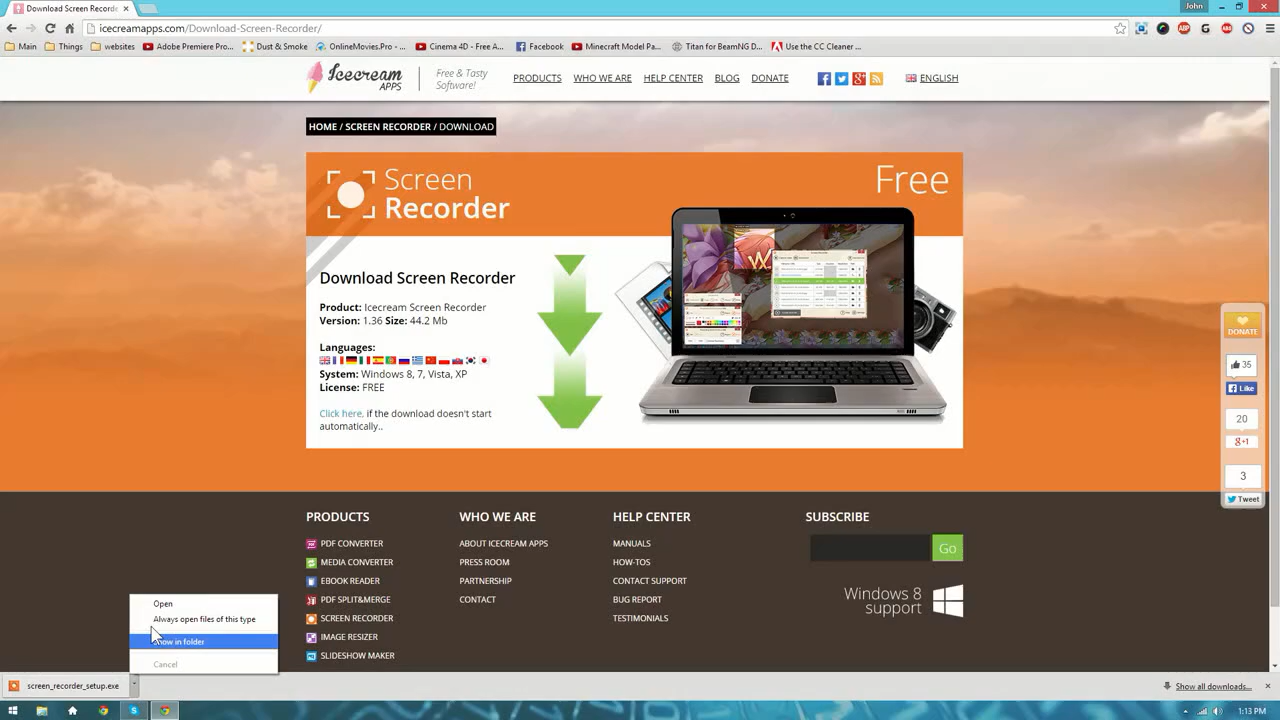 Download Screen Recorde
John
icecreamapps.com/Download-Screen-Recorder/
Main
Things
websites
Adobe Premiere Pro...
Dust & Smoke
OnlineMovies.Pro - ...
Cinema 4D - Free A...
Facebook
Minecraft Model Pa...
Titan for BeamNG D...
Use the CC Cleaner ...
Icecream APPS
Free & Tasty
Software!
PRODUCTS
WHO WE ARE
HELP CENTER
BLOG
DONATE
ENGLISH
HOME / SCREEN RECORDER / DOWNLOAD
Screen
Recorder
Free
Download Screen Recorder
Product: Icecream Screen Recorder
Version: 1.36 Size: 44.2 Mb
Languages:
System: Windows 8, 7, Vista, XP
License: FREE
Click here, if the download doesn't start
automatically..
DONATE
35
Like
20
+1
3
Tweet
PRODUCTS
PDF CONVERTER
MEDIA CONVERTER
EBOOK READER
PDF SPLIT&MERGE
SCREEN RECORDER
IMAGE RESIZER
SLIDESHOW MAKER
WHO WE ARE
ABOUT ICECREAM APPS
PRESS ROOM
PARTNERSHIP
CONTACT
HELP CENTER
MANUALS
HOW-TOS
CONTACT SUPPORT
BUG REPORT
TESTIMONIALS
SUBSCRIBE
Go
Windows 8
support
Open
Always open files of this type
Show in folder
Cancel
screen_recorder_setup.exe
Show all downloads...
1:13 PM